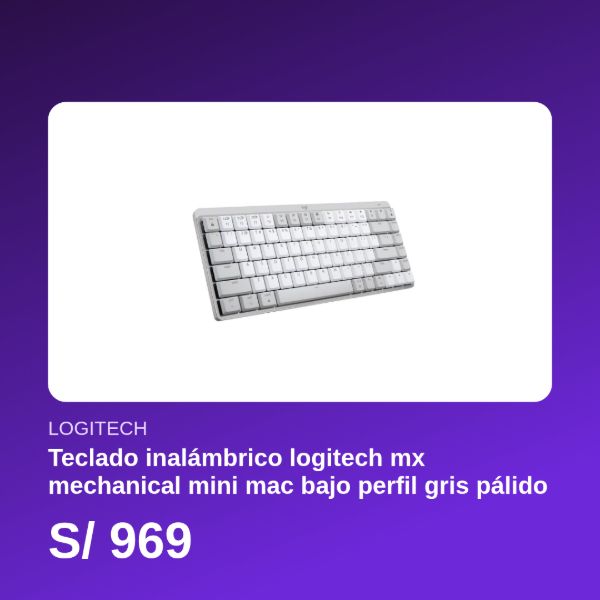 LOGITECH
Teclado inalámbrico logitech mx
mechanical mini mac bajo perfil gris pálido
S/ 969